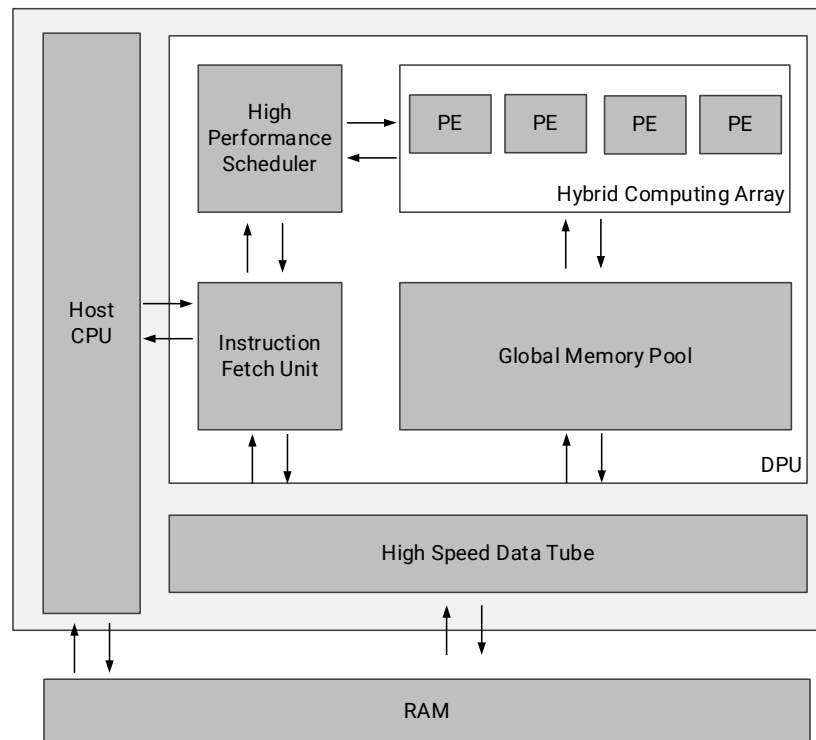 High
Performance
Scheduler
PE
PE
PE
PE
Hybrid Computing Array
Host
CPU
Instruction
Fetch Unit
Global Memory Pool
DPU
High Speed Data Tube
RAM